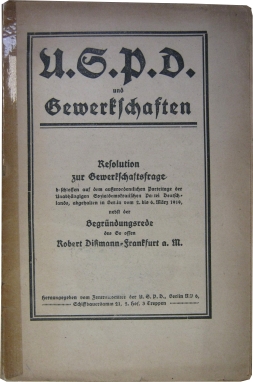 U.S.P.D.
und
Gewerkschaften
Resolution
zur Gewerkschaftsfrage
beschlossen auf dem außerordentlichen Parteitage der
Unabhängigen Sozialdemokratischen Partei Deutsch-
lands, abgehalten in Berlin vom 2. bis 6. März 1919,
nebst der
Begründungsrede
des Genossen
Robert Dißmann-Frankfurt a. M.
Herausgegeben vom Zentralkomitee der U. S. P. D., Berlin NW 6,
Schiffbauerdamm 21, 2. Hof, 3 Treppen